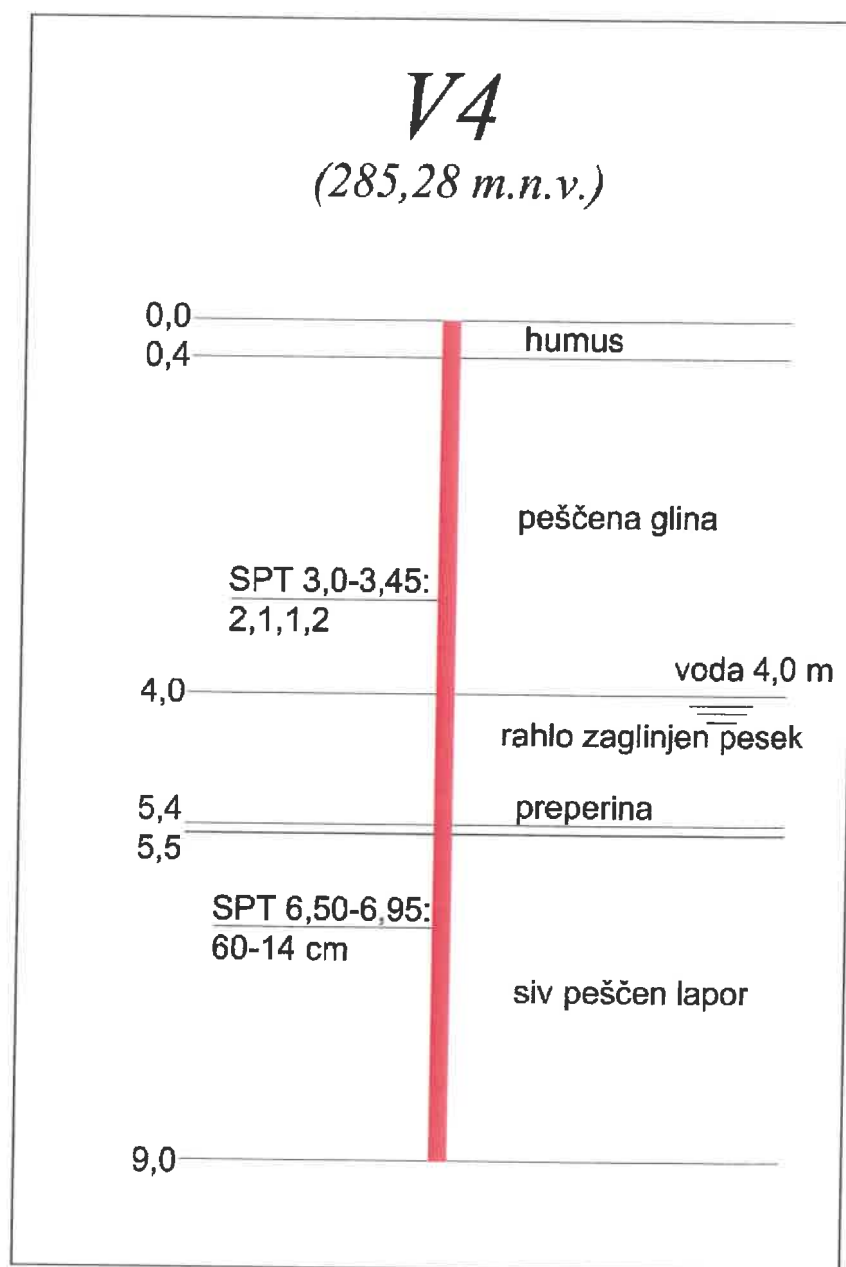 V4
(285,28 m.n.v.)
0,0
humus
0,4
peščena glina
SPT 3,0-3,45:
2,1,1,2
voda 4,0 m
4,0
rahlo zaglinjen pesek
5,4
preperina
5,5
SPT 6,50-6,95:
60-14 cm
siv peščen lapor
9,0